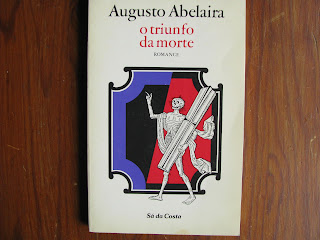 Augusto Abelaira
o triunfo
da morte
ROMANCE
Sá da Costa